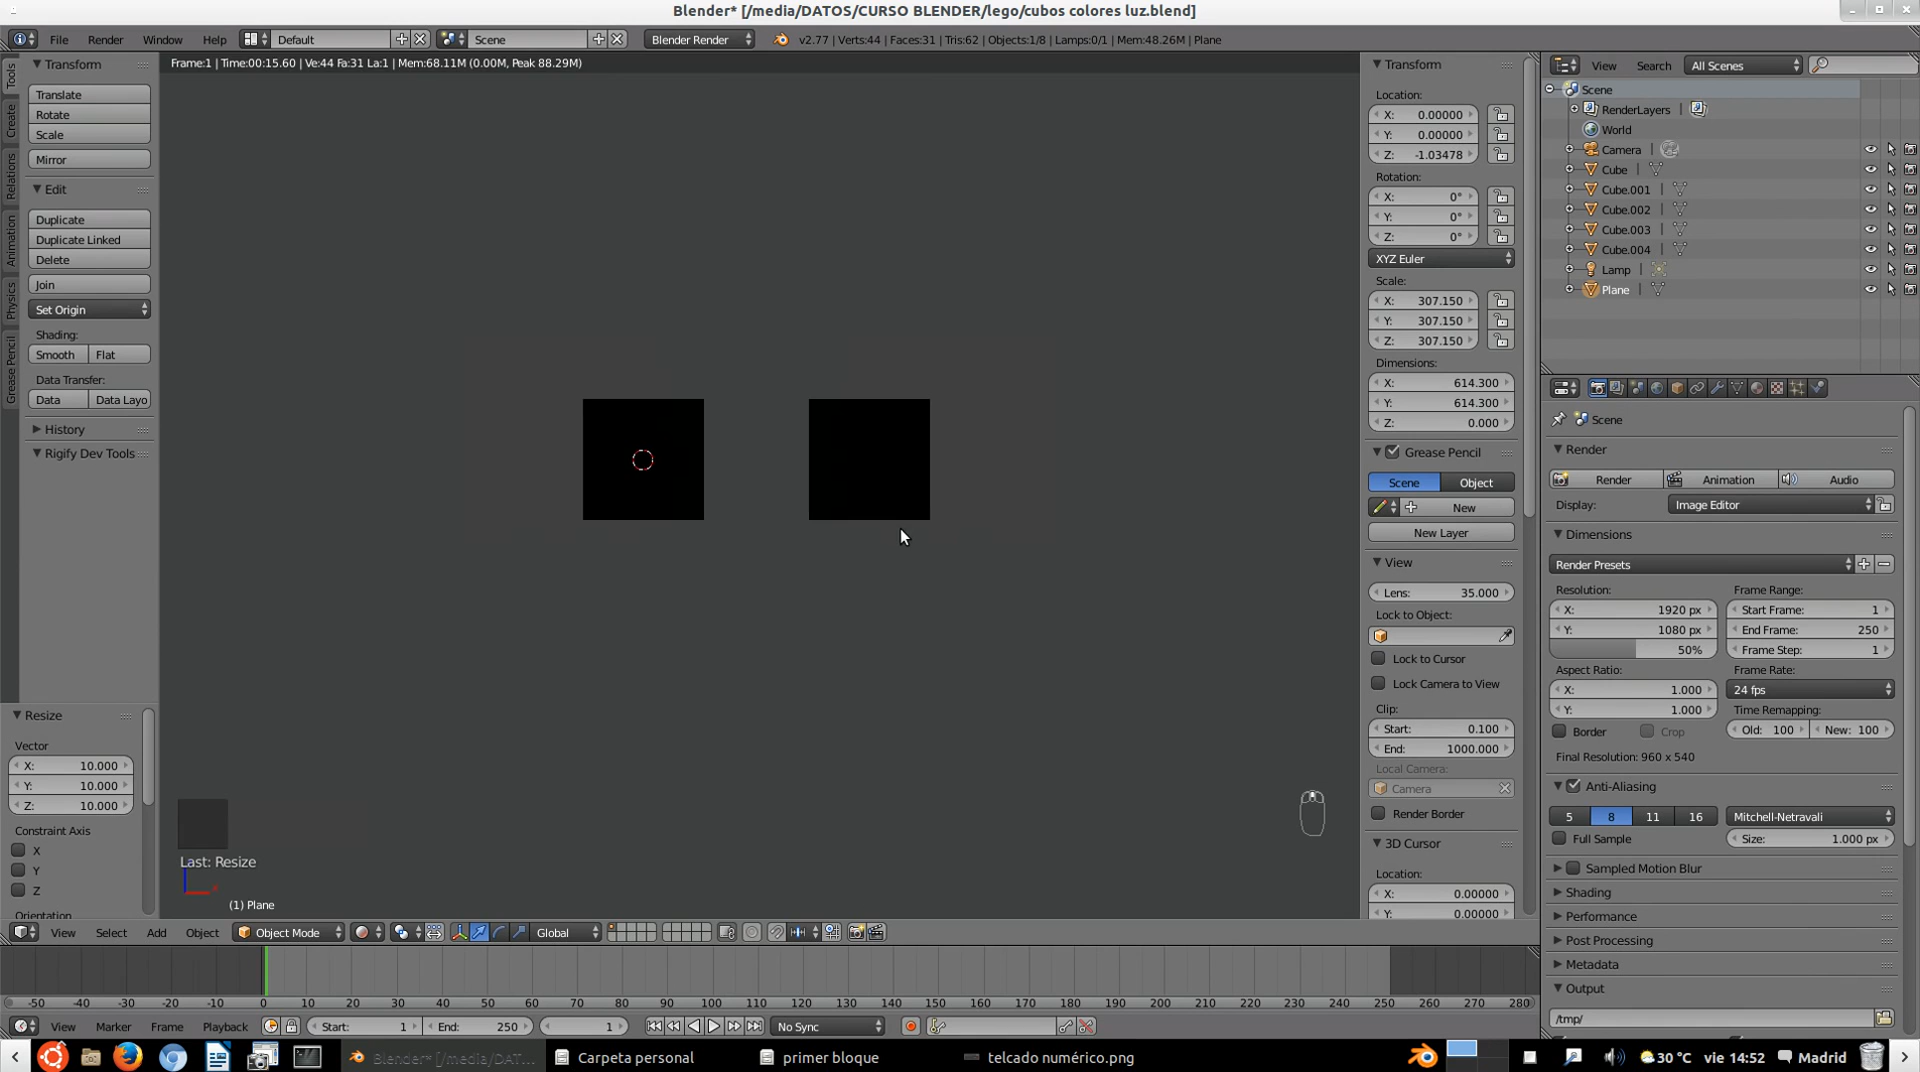 Blender* [/media/DATOS/CURSO BLENDER/lego/cubos colores luz.blend]
File Render Window Help Default Scene Blender Render v2.77 | Verts:44 | Faces:31 | Tris:62 | Objects:1/8 | Lamps:0/1 | Mem:48.26M | Plane
Tools
Create
Relations
Animation
Physics
Grease Pencil
Transform
Translate
Rotate
Scale
Mirror
Edit
Duplicate
Duplicate Linked
Delete
Join
Set Origin
Shading:
Smooth Flat
Data Transfer:
Data Data Layo
History
Rigify Dev Tools
Resize
Vector
X: 10.000
Y: 10.000
Z: 10.000
Constraint Axis
X
Y
Z
Orientation
Frame:1 | Time:00:15.60 | Ve:44 Fa:31 La:1 | Mem:68.11M (0.00M, Peak 88.29M)
Last: Resize
(1) Plane
Transform
Location:
X: 0.00000
Y: 0.00000
Z: -1.03478
Rotation:
X: 0°
Y: 0°
Z: 0°
XYZ Euler
Scale:
X: 307.150
Y: 307.150
Z: 307.150
Dimensions:
X: 614.300
Y: 614.300
Z: 0.000
Grease Pencil
Scene Object
New
New Layer
View
Lens: 35.000
Lock to Object:
Lock to Cursor
Lock Camera to View
Clip:
Start: 0.100
End: 1000.000
Local Camera:
Camera
Render Border
3D Cursor
Location:
X: 0.00000
Y: 0.00000
View Search All Scenes
Scene
RenderLayers
World
Camera
Cube
Cube.001
Cube.002
Cube.003
Cube.004
Lamp
Plane
Scene
Render
Render Animation Audio
Display: Image Editor
Dimensions
Render Presets
Resolution: Frame Range:
X: 1920 px Start Frame: 1
Y: 1080 px End Frame: 250
50% Frame Step: 1
Aspect Ratio: Frame Rate:
X: 1.000 24 fps
Y: 1.000 Time Remapping:
Border Crop Old: 100 New: 100
Final Resolution: 960 x 540
Anti-Aliasing
5 8 11 16 Mitchell-Netravali
Full Sample Size: 1.000 px
Sampled Motion Blur
Shading
Performance
Post Processing
Metadata
Output
/tmp/
View Select Add Object Object Mode Global
-50 -40 -30 -20 -10 0 10 20 30 40 50 60 70 80 90 100 110 120 130 140 150 160 170 180 190 200 210 220 230 240 250 260 270 280
View Marker Frame Playback Start: 1 End: 250 1 No Sync
Blender* [/media/DAT... Carpeta personal primer bloque telcado numérico.png 30 °C vie 14:52 Madrid